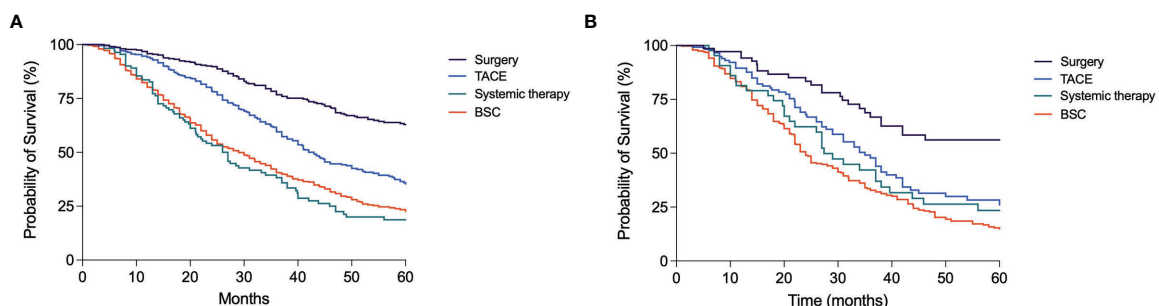 A
Probability of Survival (%)
100
75
50
25
0
0 10 20 30 40 50 60
Months
Surgery
TACE
Systemic therapy
BSC
B
Probability of Survival (%)
100
75
50
25
0
0 10 20 30 40 50 60
Time (months)
Surgery
TACE
Systemic therapy
BSC